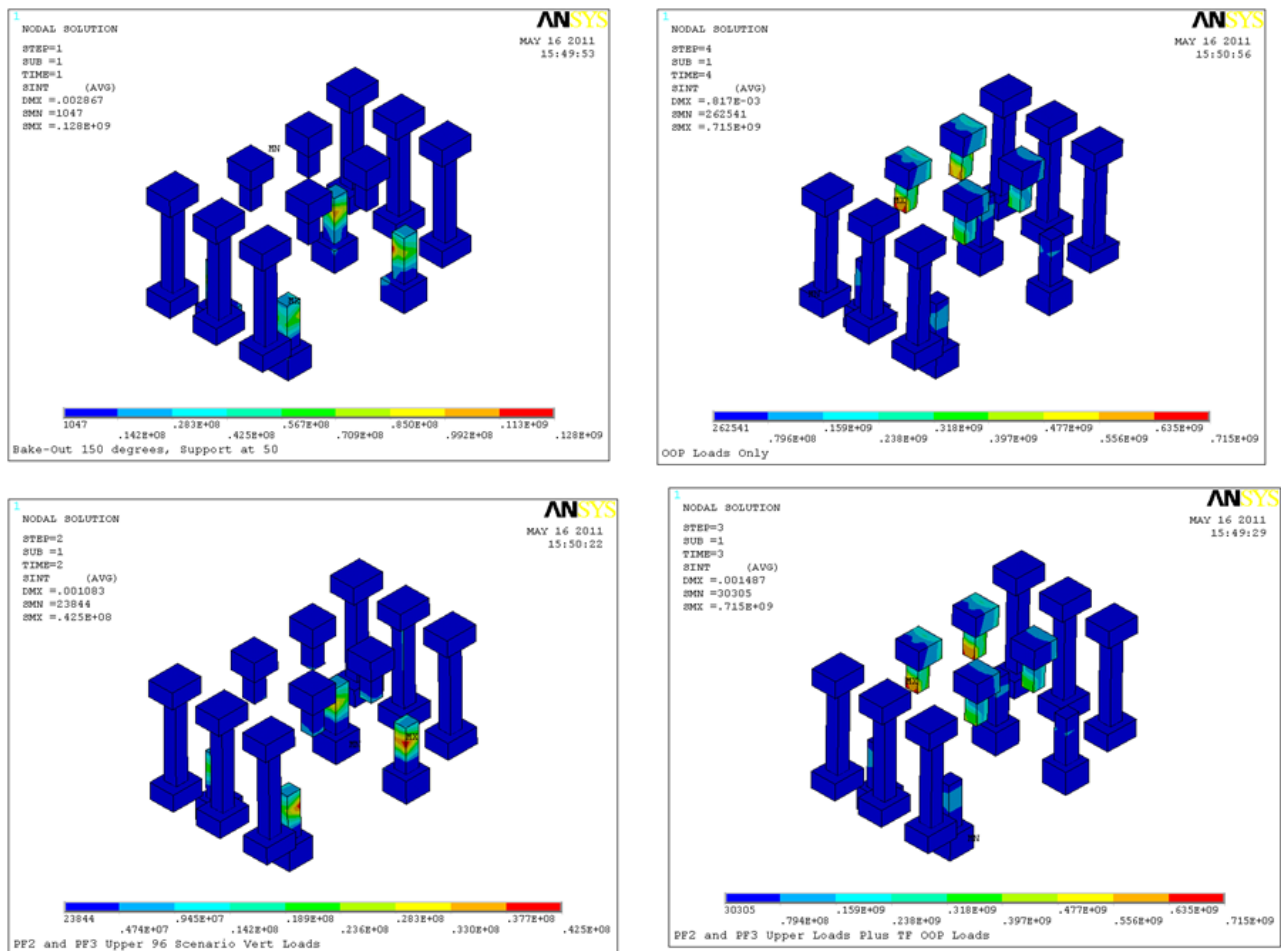 1
ANSYS
NODAL SOLUTION
MAY 16 2011
15:49:53
STEP=1
SUB =1
TIME=1
SINT (AVG)
DMX =.002867
SMN =1047
SMX =.128E+09
MN
MX
1047 .283E+08 .567E+08 .850E+08 .113E+09
.142E+08 .425E+08 .709E+08 .992E+08 .128E+09
Bake-Out 150 degrees, Support at 50
1
ANSYS
NODAL SOLUTION
MAY 16 2011
15:50:56
STEP=4
SUB =1
TIME=4
SINT (AVG)
DMX =.817E-03
SMN =262541
SMX =.715E+09
262541 .159E+09 .318E+09 .477E+09 .635E+09
.796E+08 .238E+09 .397E+09 .556E+09 .715E+09
OOP Loads Only
1
ANSYS
NODAL SOLUTION
MAY 16 2011
15:50:22
STEP=2
SUB =1
TIME=2
SINT (AVG)
DMX =.001083
SMN =23844
SMX =.425E+08
MX
23844 .945E+07 .189E+08 .283E+08 .377E+08
.474E+07 .142E+08 .236E+08 .330E+08 .425E+08
PF2 and PF3 Upper 96 Scenario Vert Loads
1
ANSYS
NODAL SOLUTION
MAY 16 2011
15:49:29
STEP=3
SUB =1
TIME=3
SINT (AVG)
DMX =.001487
SMN =30305
SMX =.715E+09
MN
30305 .159E+09 .318E+09 .477E+09 .635E+09
.794E+08 .238E+09 .397E+09 .556E+09 .715E+09
PF2 and PF3 Upper Loads Plus TF OOP Loads